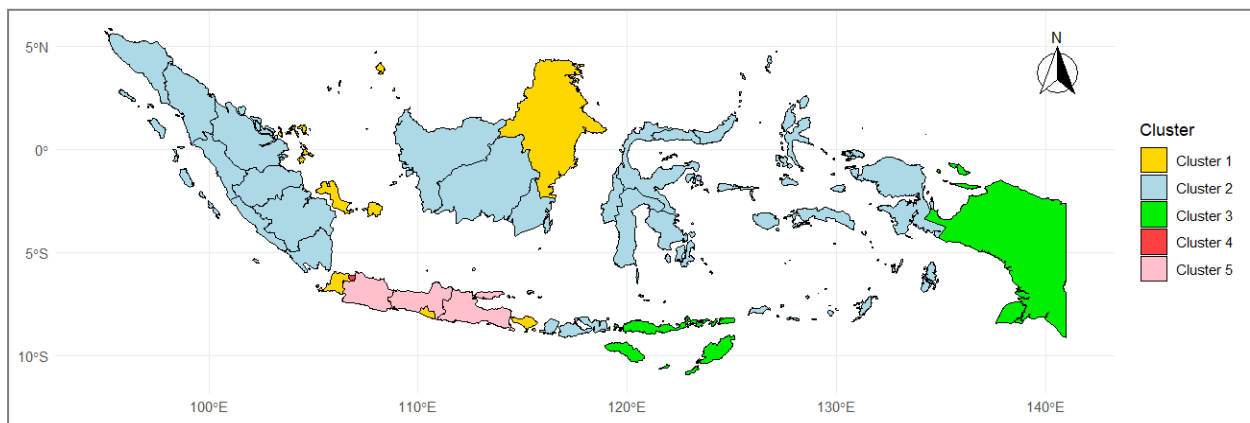 5°N
0°
5°S
10°S
100°E
110°E
120°E
130°E
140°E
N
Cluster
Cluster 1
Cluster 2
Cluster 3
Cluster 4
Cluster 5